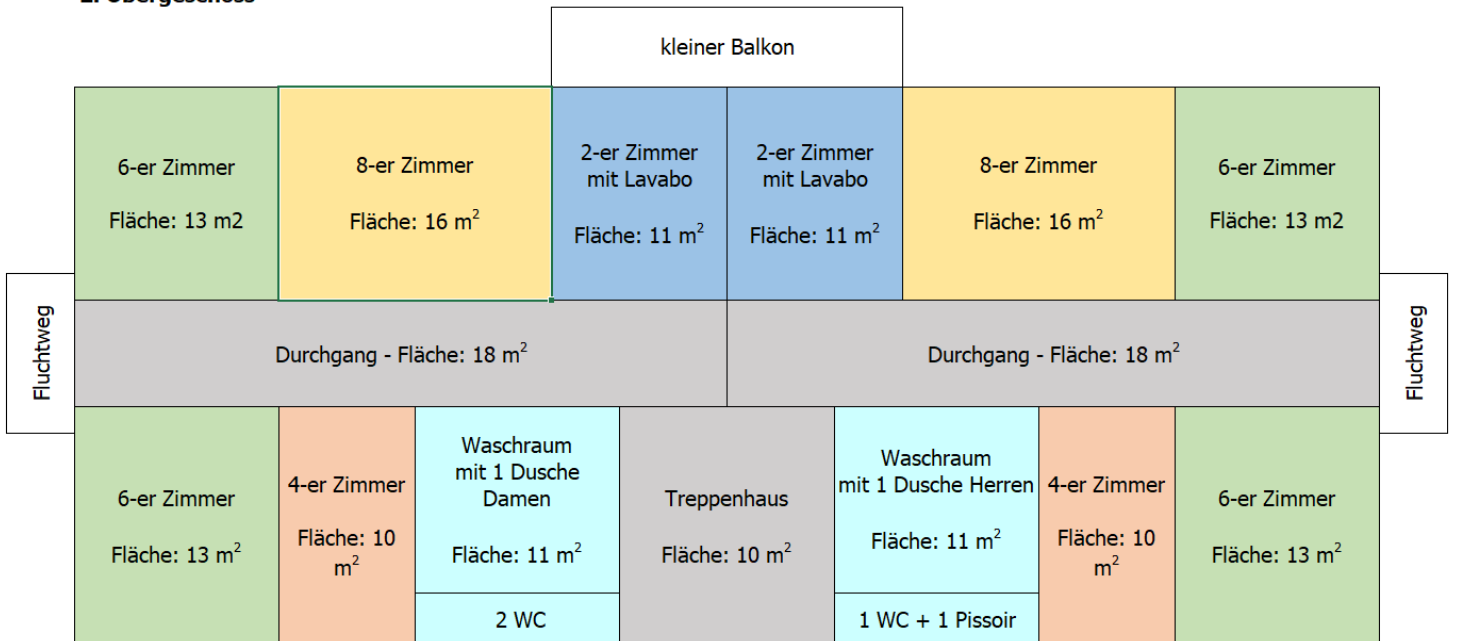 2. Obergeschoss
kleiner Balkon
6-er Zimmer
Fläche: 13 m2
8-er Zimmer
Fläche: 16 m²
2-er Zimmer
mit Lavabo
Fläche: 11 m²
2-er Zimmer
mit Lavabo
Fläche: 11 m²
8-er Zimmer
Fläche: 16 m²
6-er Zimmer
Fläche: 13 m2
Fluchtweg
Durchgang - Fläche: 18 m²
Durchgang - Fläche: 18 m²
Fluchtweg
6-er Zimmer
Fläche: 13 m²
4-er Zimmer
Fläche: 10
m²
Waschraum
mit 1 Dusche
Damen
Fläche: 11 m²
2 WC
Treppenhaus
Fläche: 10 m²
Waschraum
mit 1 Dusche Herren
Fläche: 11 m²
1 WC + 1 Pissoir
4-er Zimmer
Fläche: 10
m²
6-er Zimmer
Fläche: 13 m²